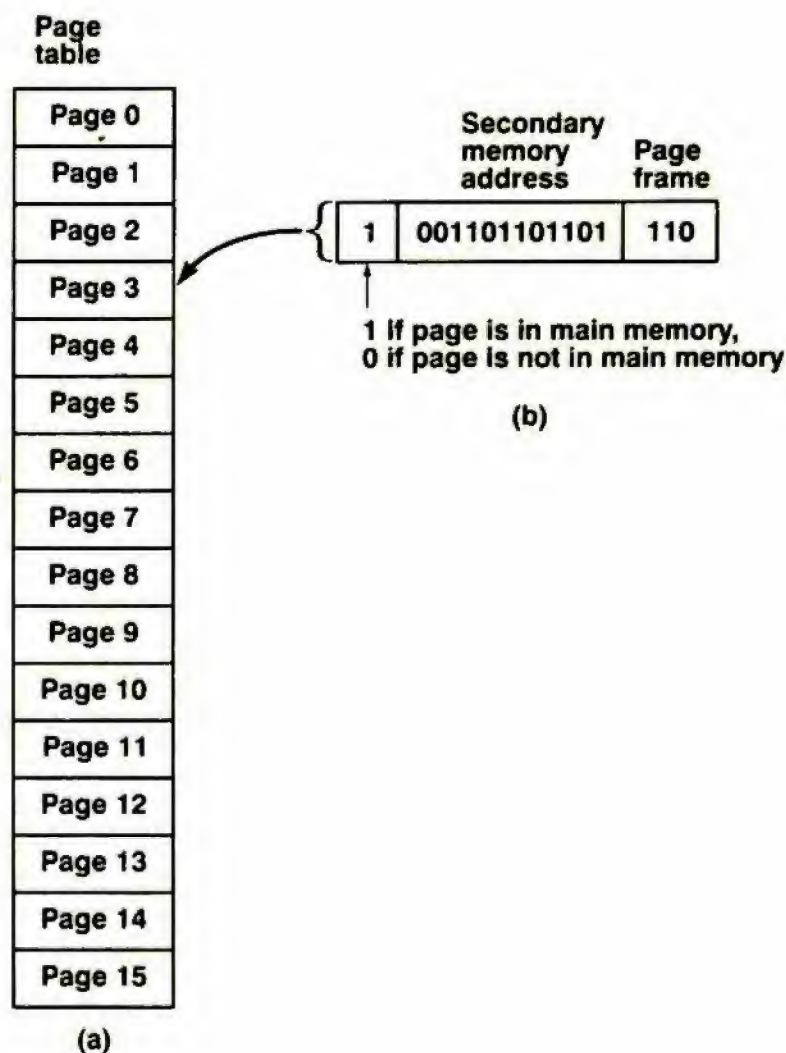 Page
table
Page 0
Page 1
Page 2
Page 3
Page 4
Page 5
Page 6
Page 7
Page 8
Page 9
Page 10
Page 11
Page 12
Page 13
Page 14
Page 15
(a)
Secondary
memory
address
Page
frame
1 001101101101 110
1 if page is in main memory,
0 if page is not in main memory
(b)